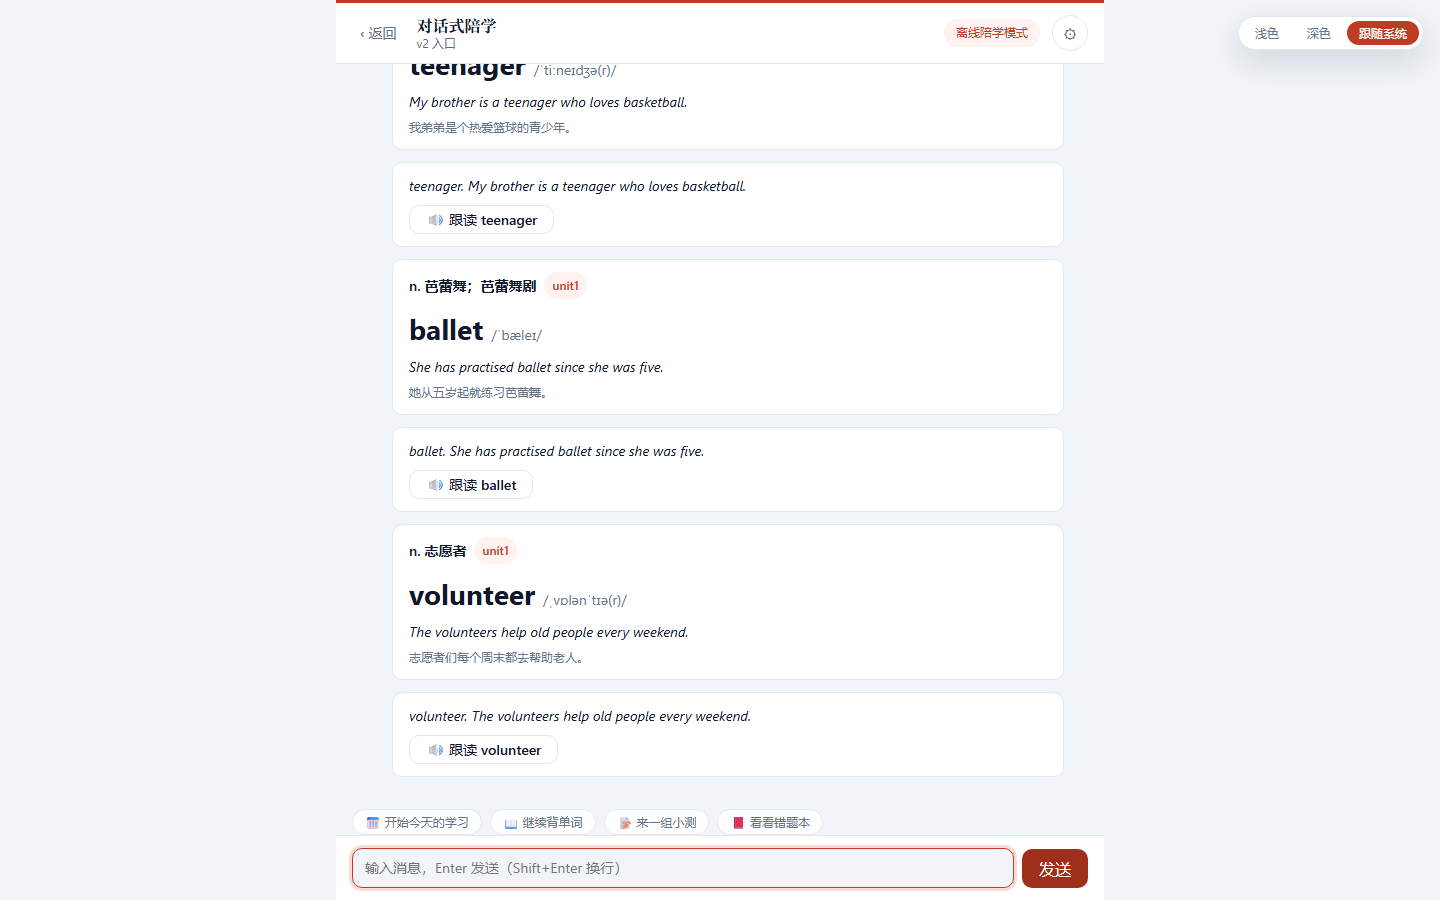 ‹ 返回
对话式陪学
v2 入口
离线陪学模式
浅色
深色
跟随系统
teenager /ˈtiːneɪdʒə(r)/
My brother is a teenager who loves basketball.
我弟弟是个热爱篮球的青少年。
teenager. My brother is a teenager who loves basketball.
跟读 teenager
n. 芭蕾舞；芭蕾舞剧 unit1
ballet /ˈbæleɪ/
She has practised ballet since she was five.
她从五岁起就练习芭蕾舞。
ballet. She has practised ballet since she was five.
跟读 ballet
n. 志愿者 unit1
volunteer /ˌvɒlənˈtɪə(r)/
The volunteers help old people every weekend.
志愿者们每个周末都去帮助老人。
volunteer. The volunteers help old people every weekend.
跟读 volunteer
开始今天的学习
继续背单词
来一组小测
看看错题本
输入消息，Enter 发送（Shift+Enter 换行）
发送